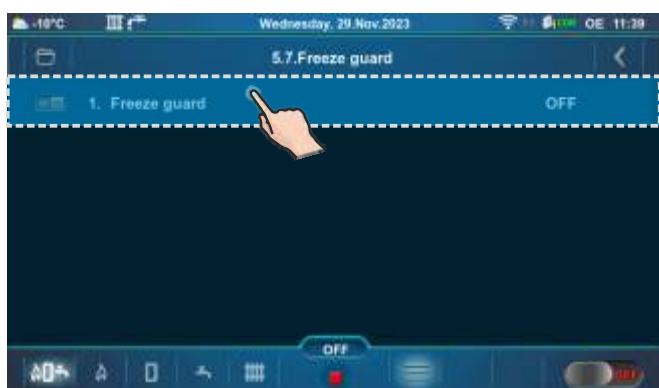 -10°C Wednesday, 29.Nov.2023 OE 11:39
5.7.Freeze guard
1. Freeze guard OFF
OFF
OFF